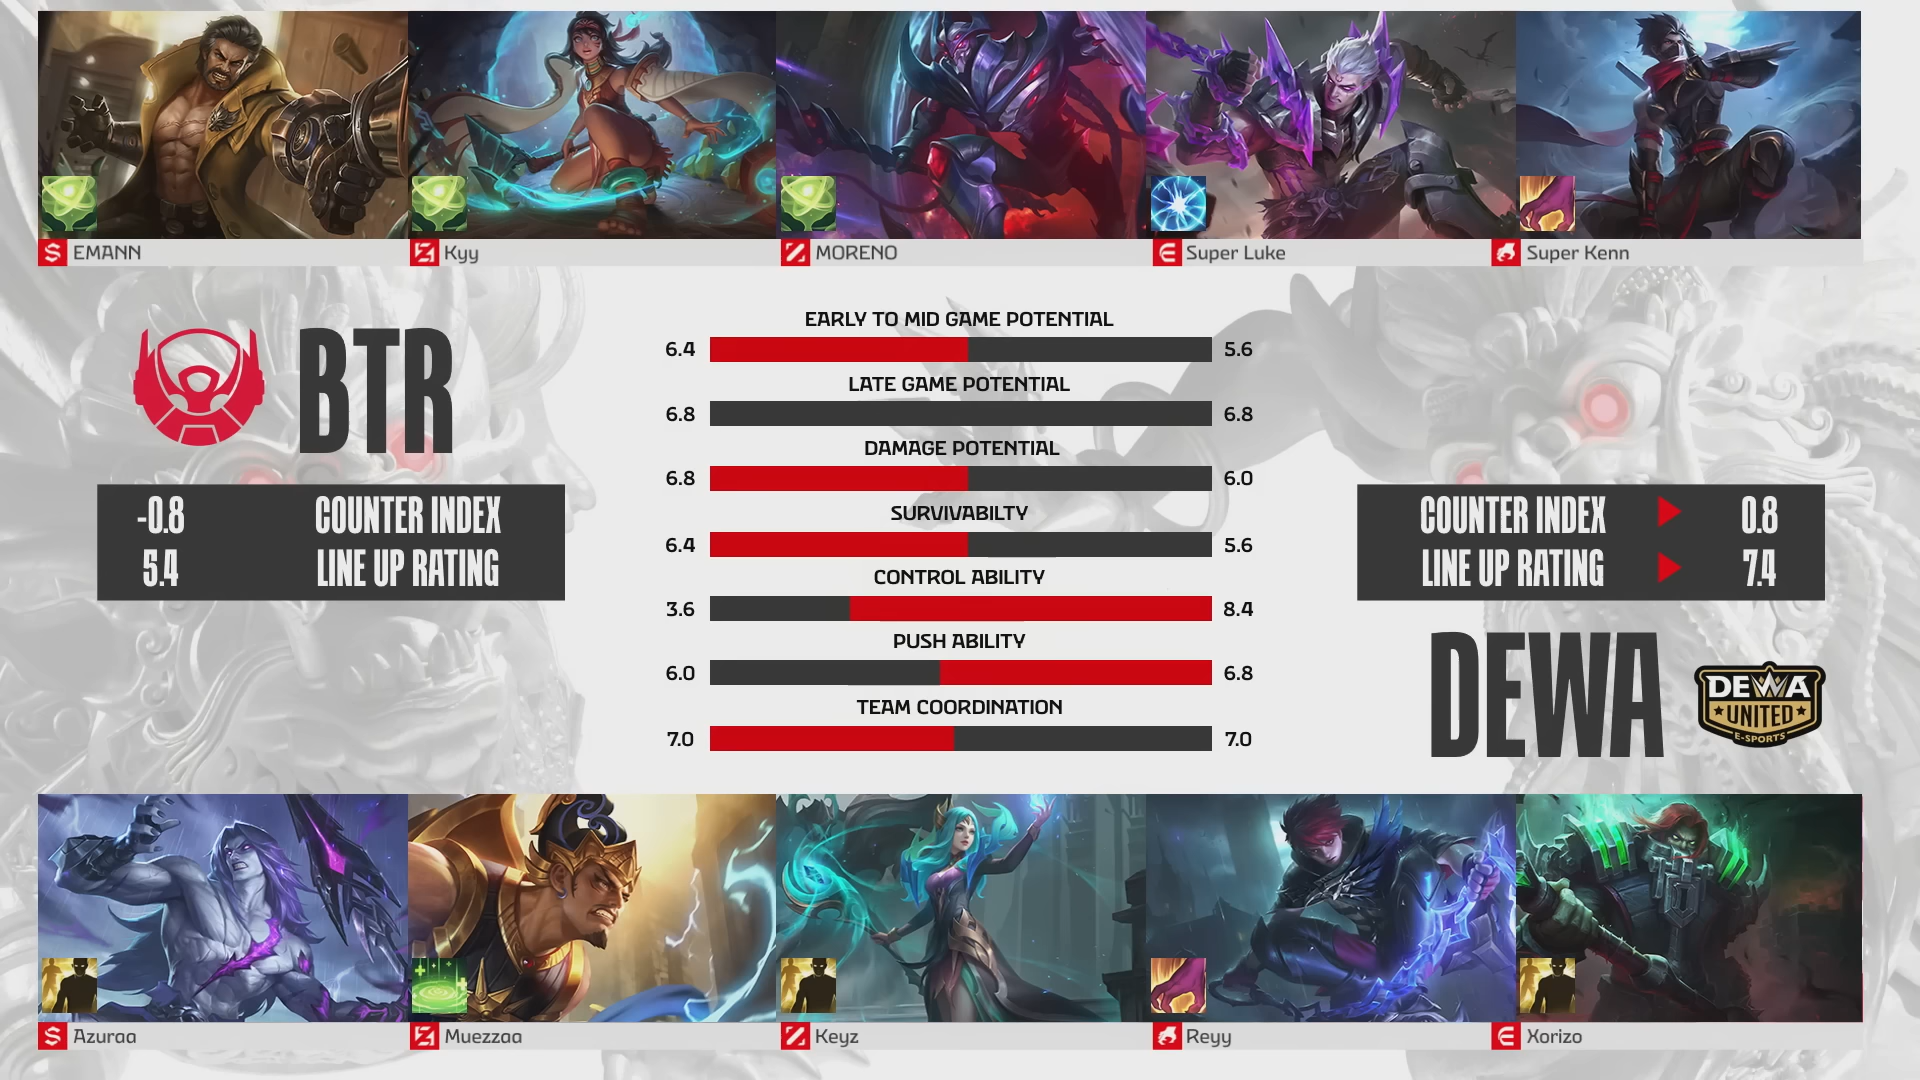 EMANN
Kyy
MORENO
Super Luke
Super Kenn
BTR
-0.8 COUNTER INDEX
5.4 LINE UP RATING
EARLY TO MID GAME POTENTIAL
6.4 5.6
LATE GAME POTENTIAL
6.8 6.8
DAMAGE POTENTIAL
6.8 6.0
SURVIVABILTY
6.4 5.6
CONTROL ABILITY
3.6 8.4
PUSH ABILITY
6.0 6.8
TEAM COORDINATION
7.0 7.0
COUNTER INDEX 0.8
LINE UP RATING 7.4
DEWA
DEWA
UNITED
E-SPORTS
Azuraa
Muezzaa
Keyz
Reyy
Xorizo